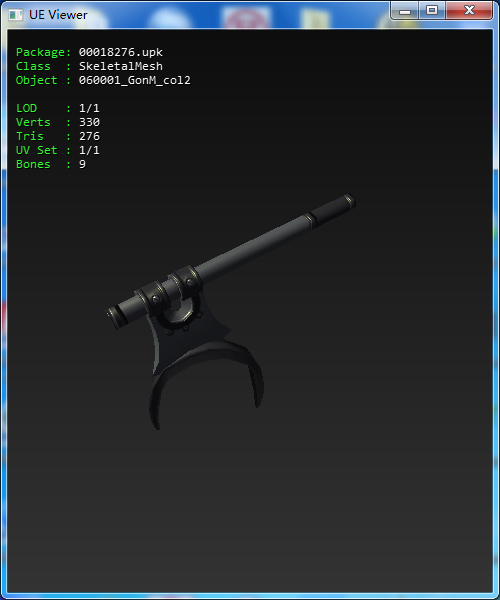 UE Viewer
Package: 00018276.upk
Class : SkeletalMesh
Object : 060001_GonM_col2
LOD : 1/1
Verts : 330
Tris : 276
UV Set : 1/1
Bones : 9